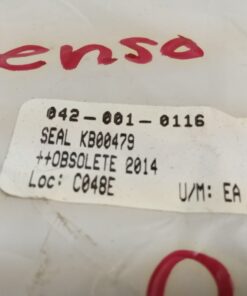 enso
042-001-0116
SEAL KB00479
++OBSOLETE 2014
Loc: C048E U/M: EA